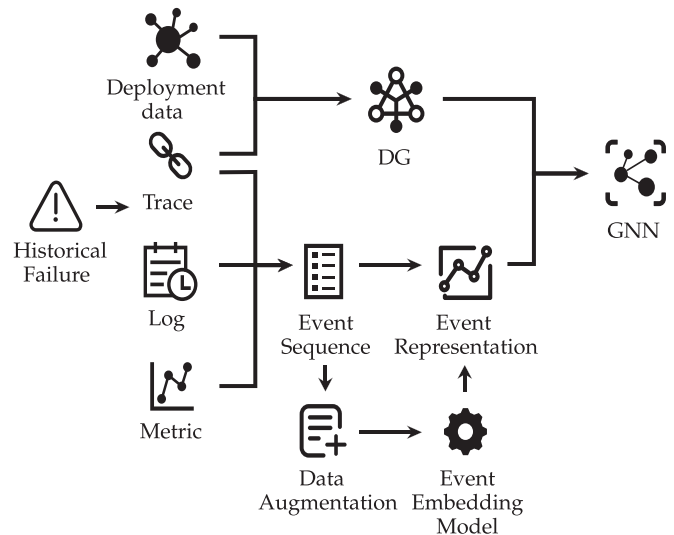 Deployment
data
DG
Trace
GNN
Historical
Failure
Log
Event
Sequence
Event
Representation
Metric
Data
Augmentation
Event
Embedding
Model